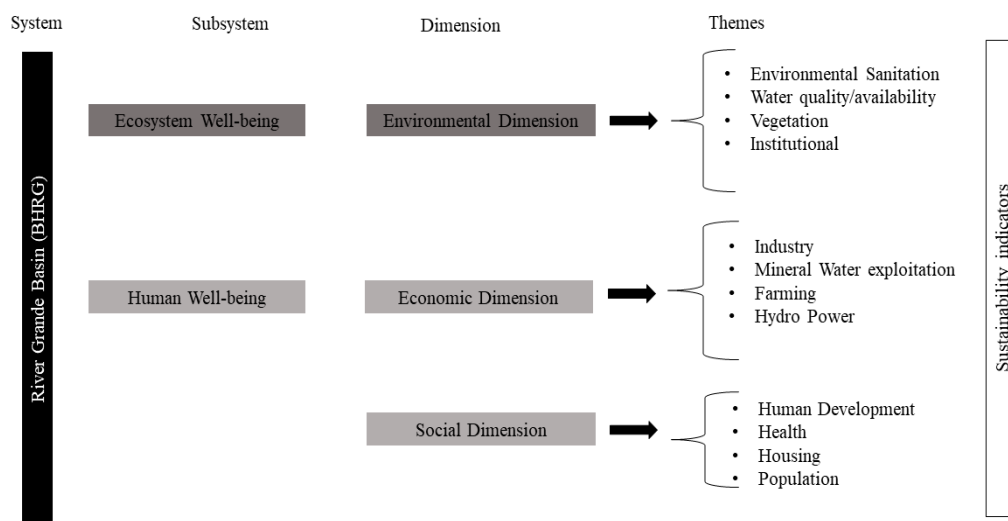 System
Subsystem
Dimension
Themes
River Grande Basin (BHRG)
Ecosystem Well-being
Environmental Dimension
• Environmental Sanitation
• Water quality/availability
• Vegetation
• Institutional
Human Well-being
Economic Dimension
• Industry
• Mineral Water exploitation
• Farming
• Hydro Power
Social Dimension
• Human Development
• Health
• Housing
• Population
Sustainability indicators